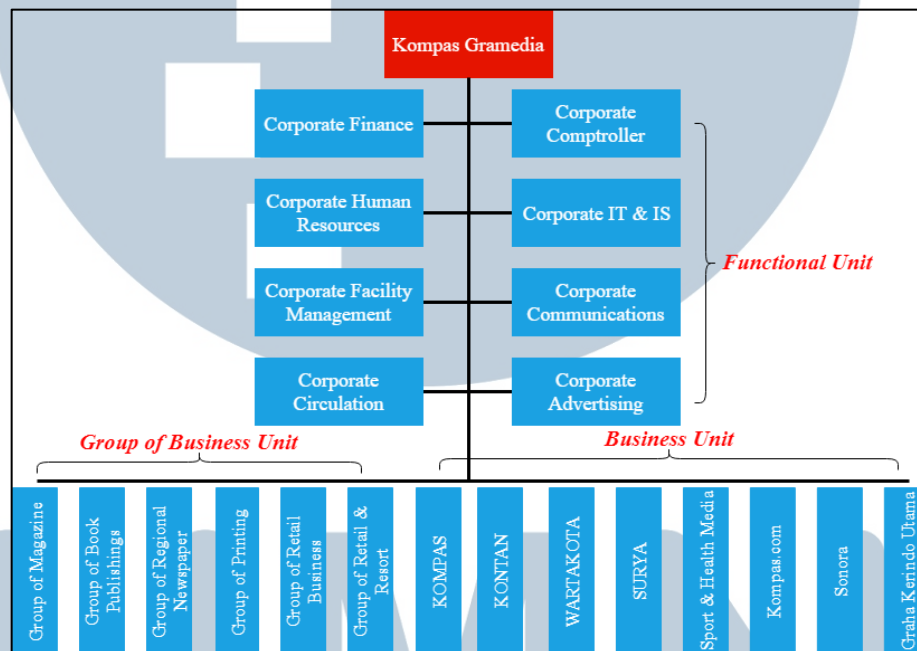 Kompas Gramedia
Corporate Finance
Corporate
Comptroller
Corporate Human
Resources
Corporate IT & IS
Functional Unit
Corporate Facility
Management
Corporate
Communications
Corporate
Circulation
Corporate
Advertising
Group of Business Unit
Business Unit
Group of Magazine
Group of Book
Publishings
Group of Regional
Newspaper
Group of Printing
Group of Retail
Business
Group of Retail &
Resort
KOMPAS
KONTAN
WARTAKOTA
SURYA
Sport & Health Media
Kompas.com
Sonora
Graha Kerindo Utama